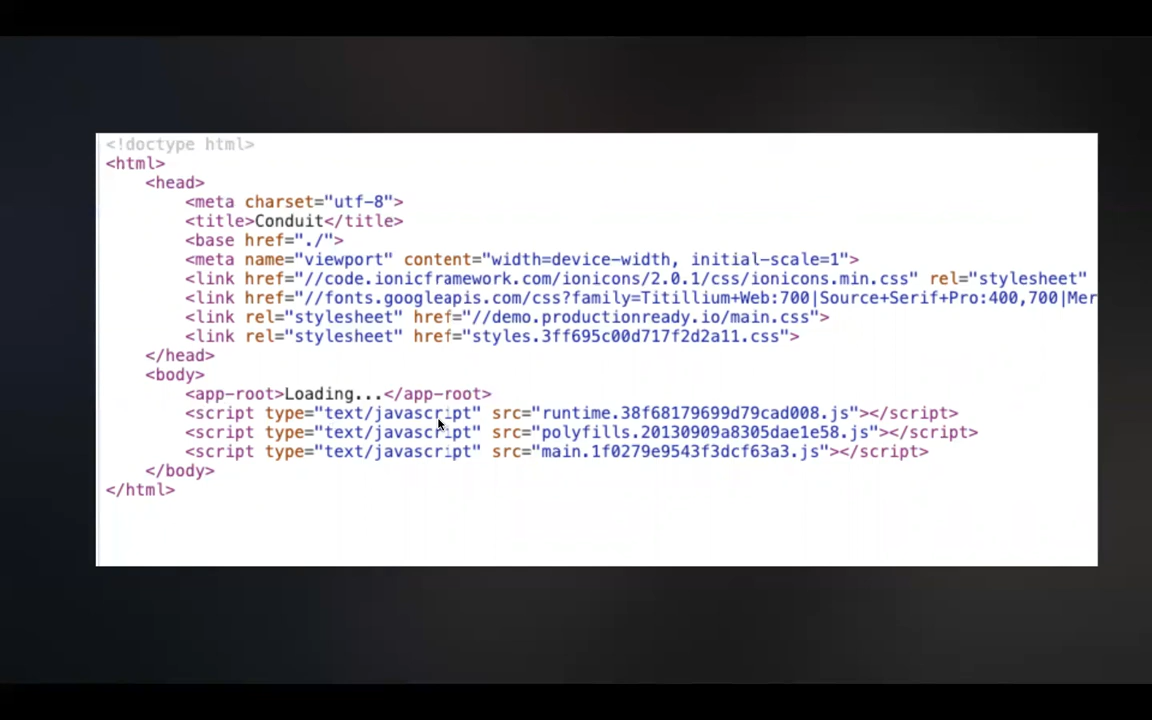 <!doctype html>
<html>
<head>
<meta charset="utf-8">
<title>Conduit</title>
<base href="./">
<meta name="viewport" content="width=device-width, initial-scale=1">
<link href="//code.ionicframework.com/ionicons/2.0.1/css/ionicons.min.css" rel="stylesheet"
<link href="//fonts.googleapis.com/css?family=Titillium+Web:700|Source+Serif+Pro:400,700|Mer
<link rel="stylesheet" href="//demo.productionready.io/main.css">
<link rel="stylesheet" href="styles.3ff695c00d717f2d2a11.css">
</head>
<body>
<app-root>Loading...</app-root>
<script type="text/javascript" src="runtime.38f68179699d79cad008.js"></script>
<script type="text/javascript" src="polyfills.20130909a8305dae1e58.js"></script>
<script type="text/javascript" src="main.1f0279e9543f3dcf63a3.js"></script>
</body>
</html>